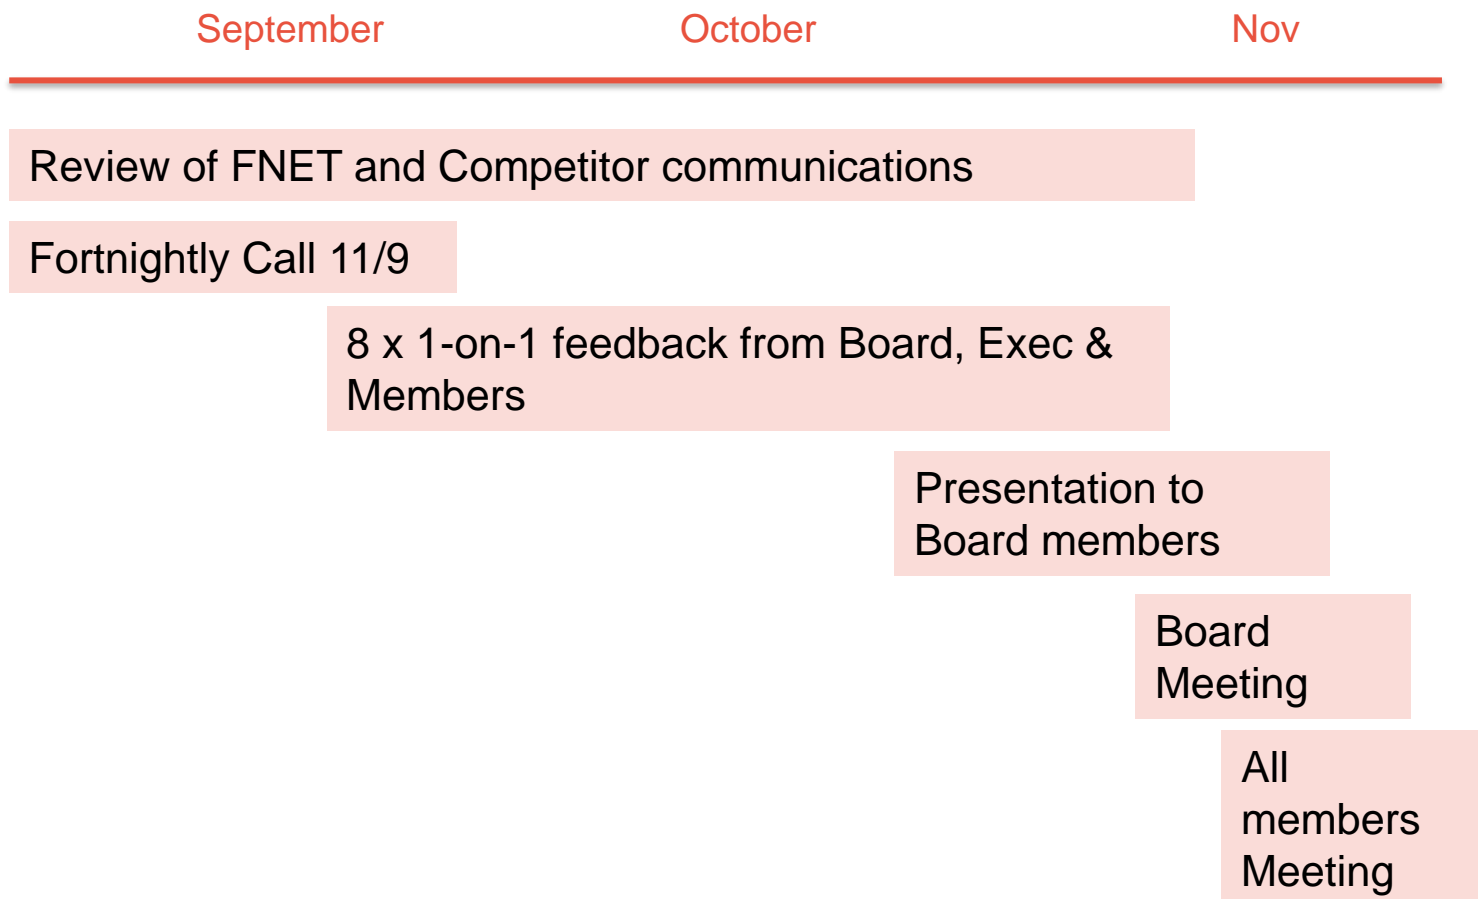 September October Nov
Review of FNET and Competitor communications
Fortnightly Call 11/9
8 x 1-on-1 feedback from Board, Exec &
Members
Presentation to
Board members
Board
Meeting
All
members
Meeting